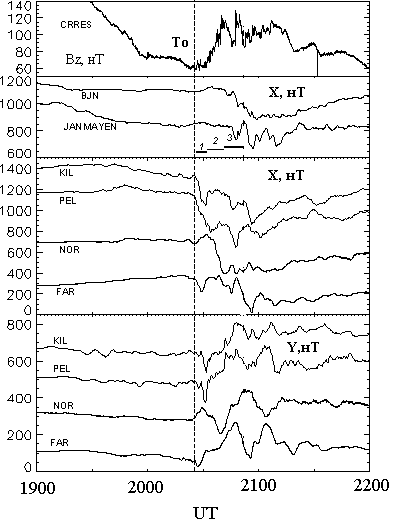 140
CRRES
120
To
100
80
Bz, нТ
60
1200
BJN
X, нТ
1000
JAN MAYEN
800
1 2 3
600
1400
KIL
X, нТ
1200
PEL
1000
800
NOR
600
400
FAR
200
0
800
KIL
Y,нТ
600
PEL
400
NOR
200
FAR
0
1900 2000 2100 2200
UT